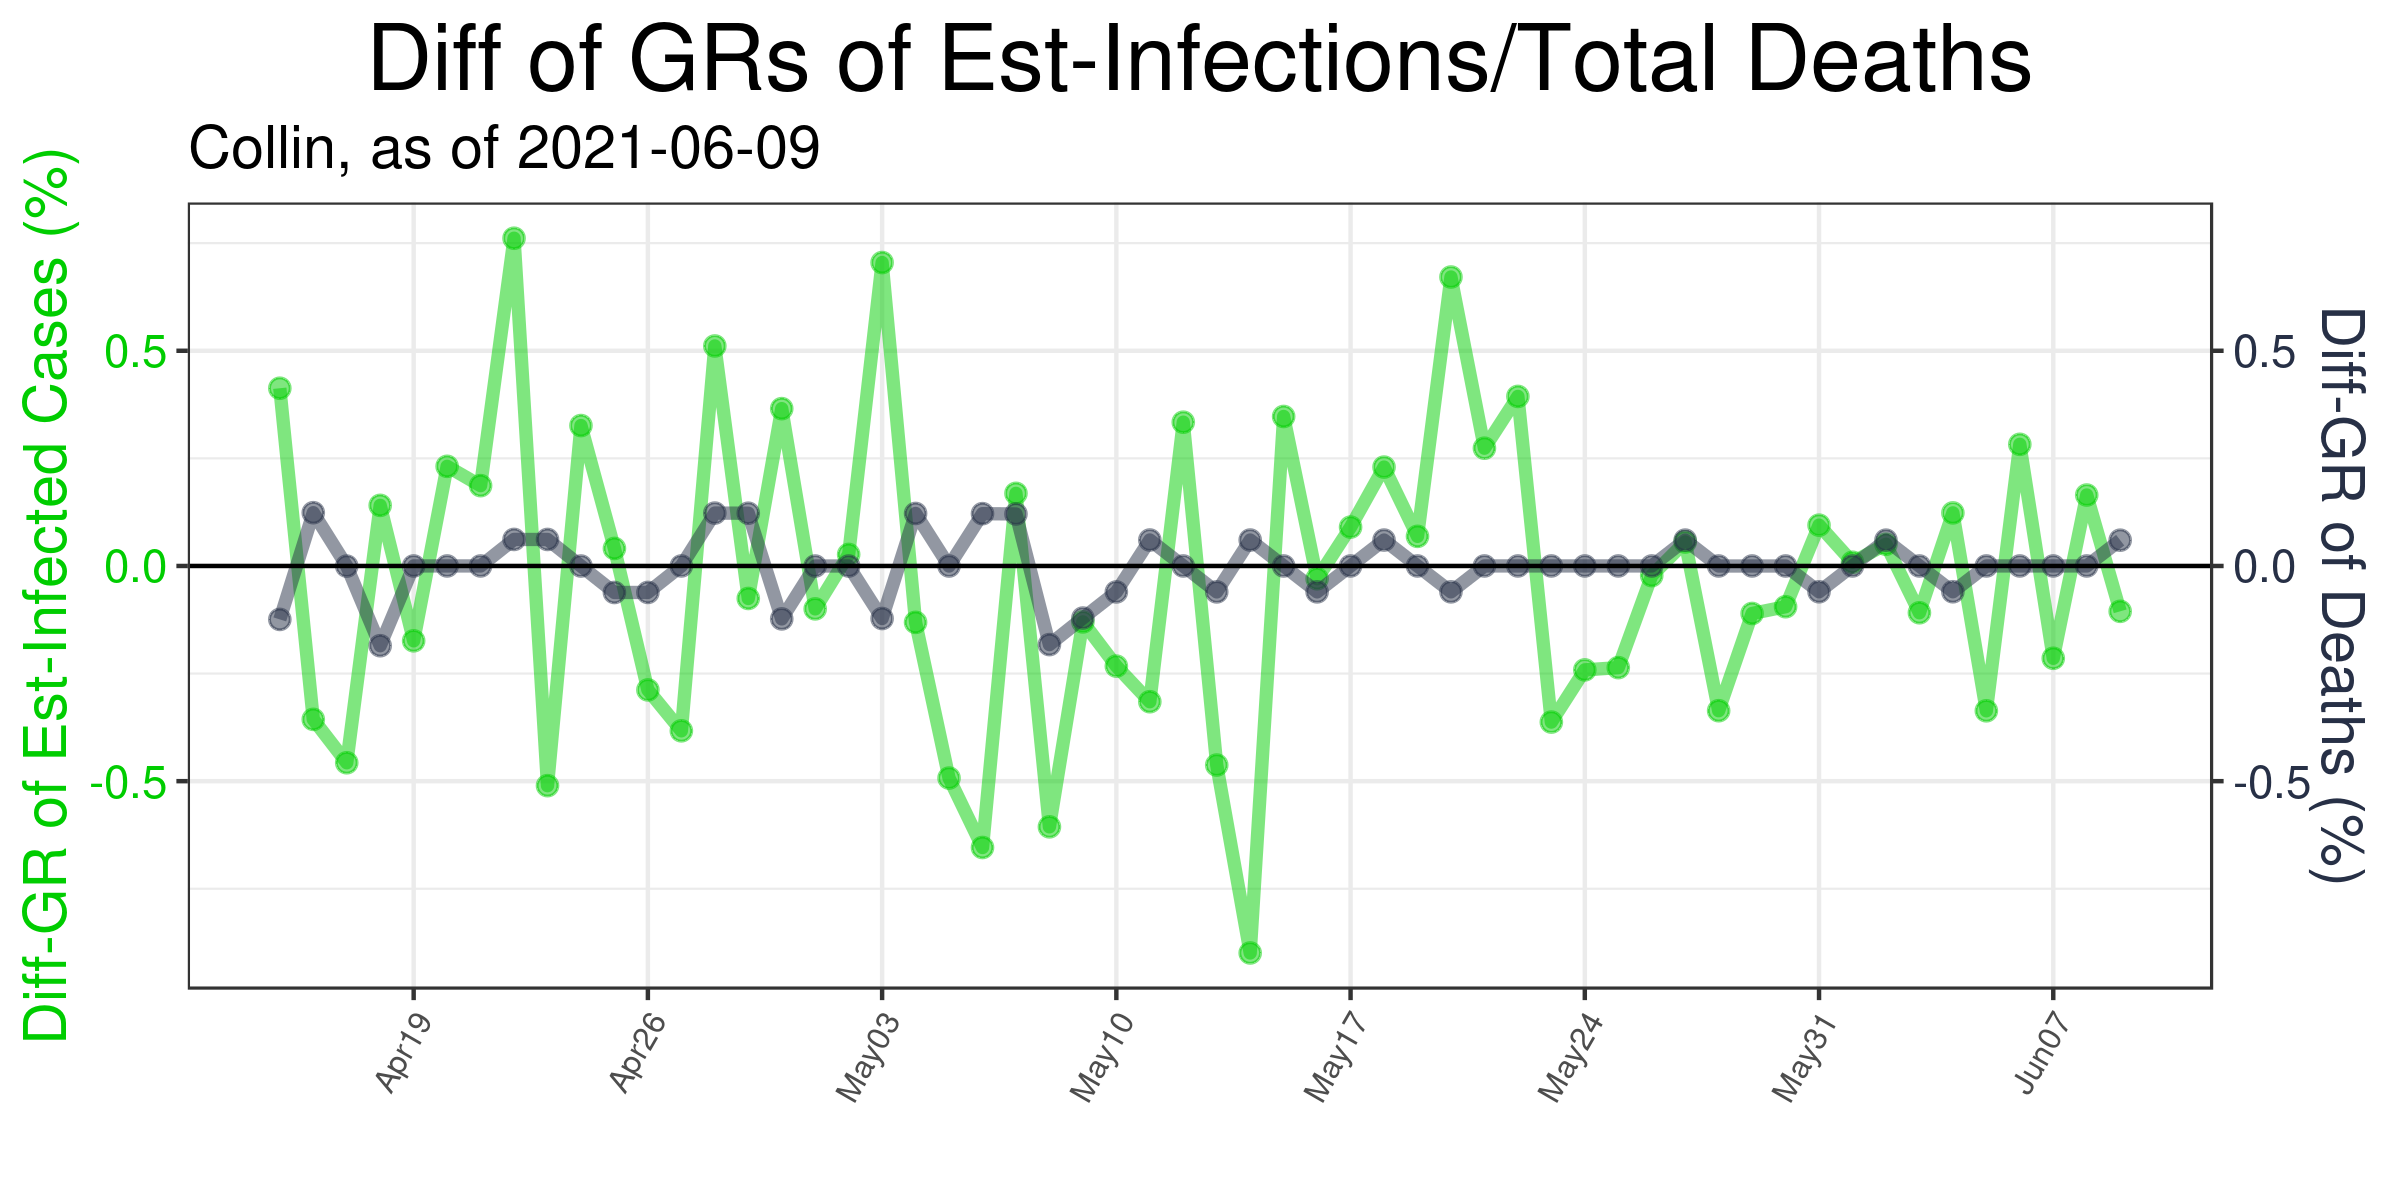 Diff of GRs of Est-Infections/Total Deaths
Collin, as of 2021-06-09
Diff-GR of Est-Infected Cases (%)
0.5
0.0
-0.5
0.5
0.0
-0.5
Diff-GR of Deaths (%)
Apr19
Apr26
May03
May10
May17
May24
May31
Jun07